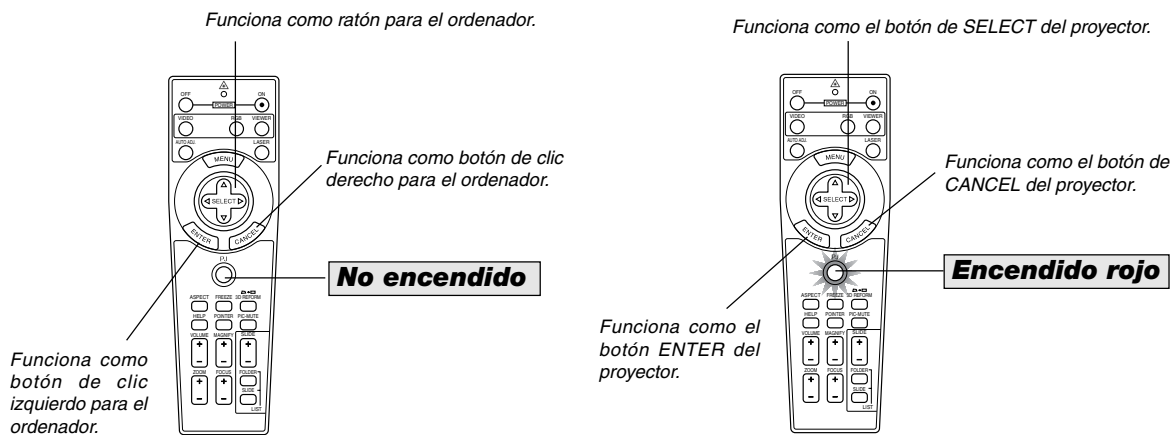 Funciona como ratón para el ordenador.
OFF
ON
POWER
VIDEO
RGB
VIEWER
AUTO ADJ.
LASER
MENU
SELECT
ENTER
CANCEL
PJ
ASPECT
FREEZE
3D REFORM
HELP
POINTER
PIC-MUTE
VOLUME
MAGNIFY
SLIDE
+
+
+
−
−
−
ZOOM
FOCUS
FOLDER
+
+
−
−
SLIDE
LIST
Funciona como botón de clic
derecho para el ordenador.
No encendido
Funciona como
botón de clic
izquierdo para el
ordenador.
Funciona como el botón de SELECT del proyector.
OFF
ON
POWER
VIDEO
RGB
VIEWER
AUTO ADJ.
LASER
MENU
SELECT
ENTER
CANCEL
PJ
ASPECT
FREEZE
3D REFORM
HELP
POINTER
PIC-MUTE
VOLUME
MAGNIFY
SLIDE
+
+
+
−
−
−
ZOOM
FOCUS
FOLDER
+
+
−
−
SLIDE
LIST
Funciona como el botón de
CANCEL del proyector.
Encendido rojo
Funciona como el
botón ENTER del
proyector.